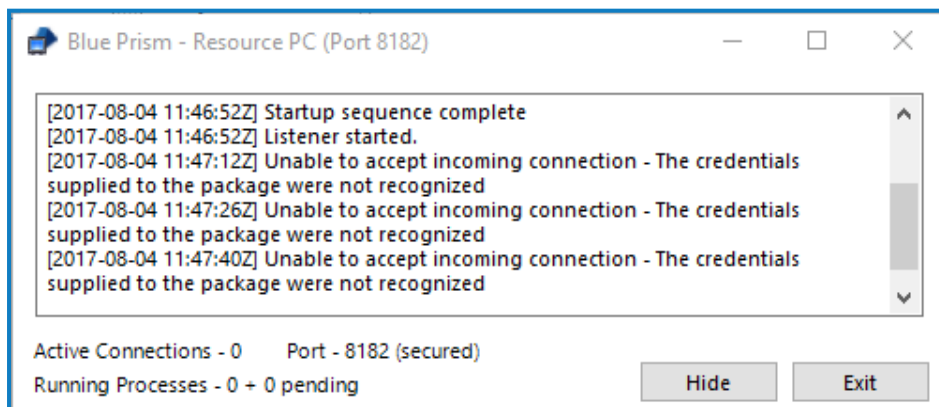 Blue Prism - Resource PC (Port 8182)
[2017-08-04 11:46:52Z] Startup sequence complete
[2017-08-04 11:46:52Z] Listener started.
[2017-08-04 11:47:12Z] Unable to accept incoming connection - The credentials
supplied to the package were not recognized
[2017-08-04 11:47:26Z] Unable to accept incoming connection - The credentials
supplied to the package were not recognized
[2017-08-04 11:47:40Z] Unable to accept incoming connection - The credentials
supplied to the package were not recognized
Active Connections - 0 Port - 8182 (secured)
Running Processes - 0 + 0 pending
Hide Exit